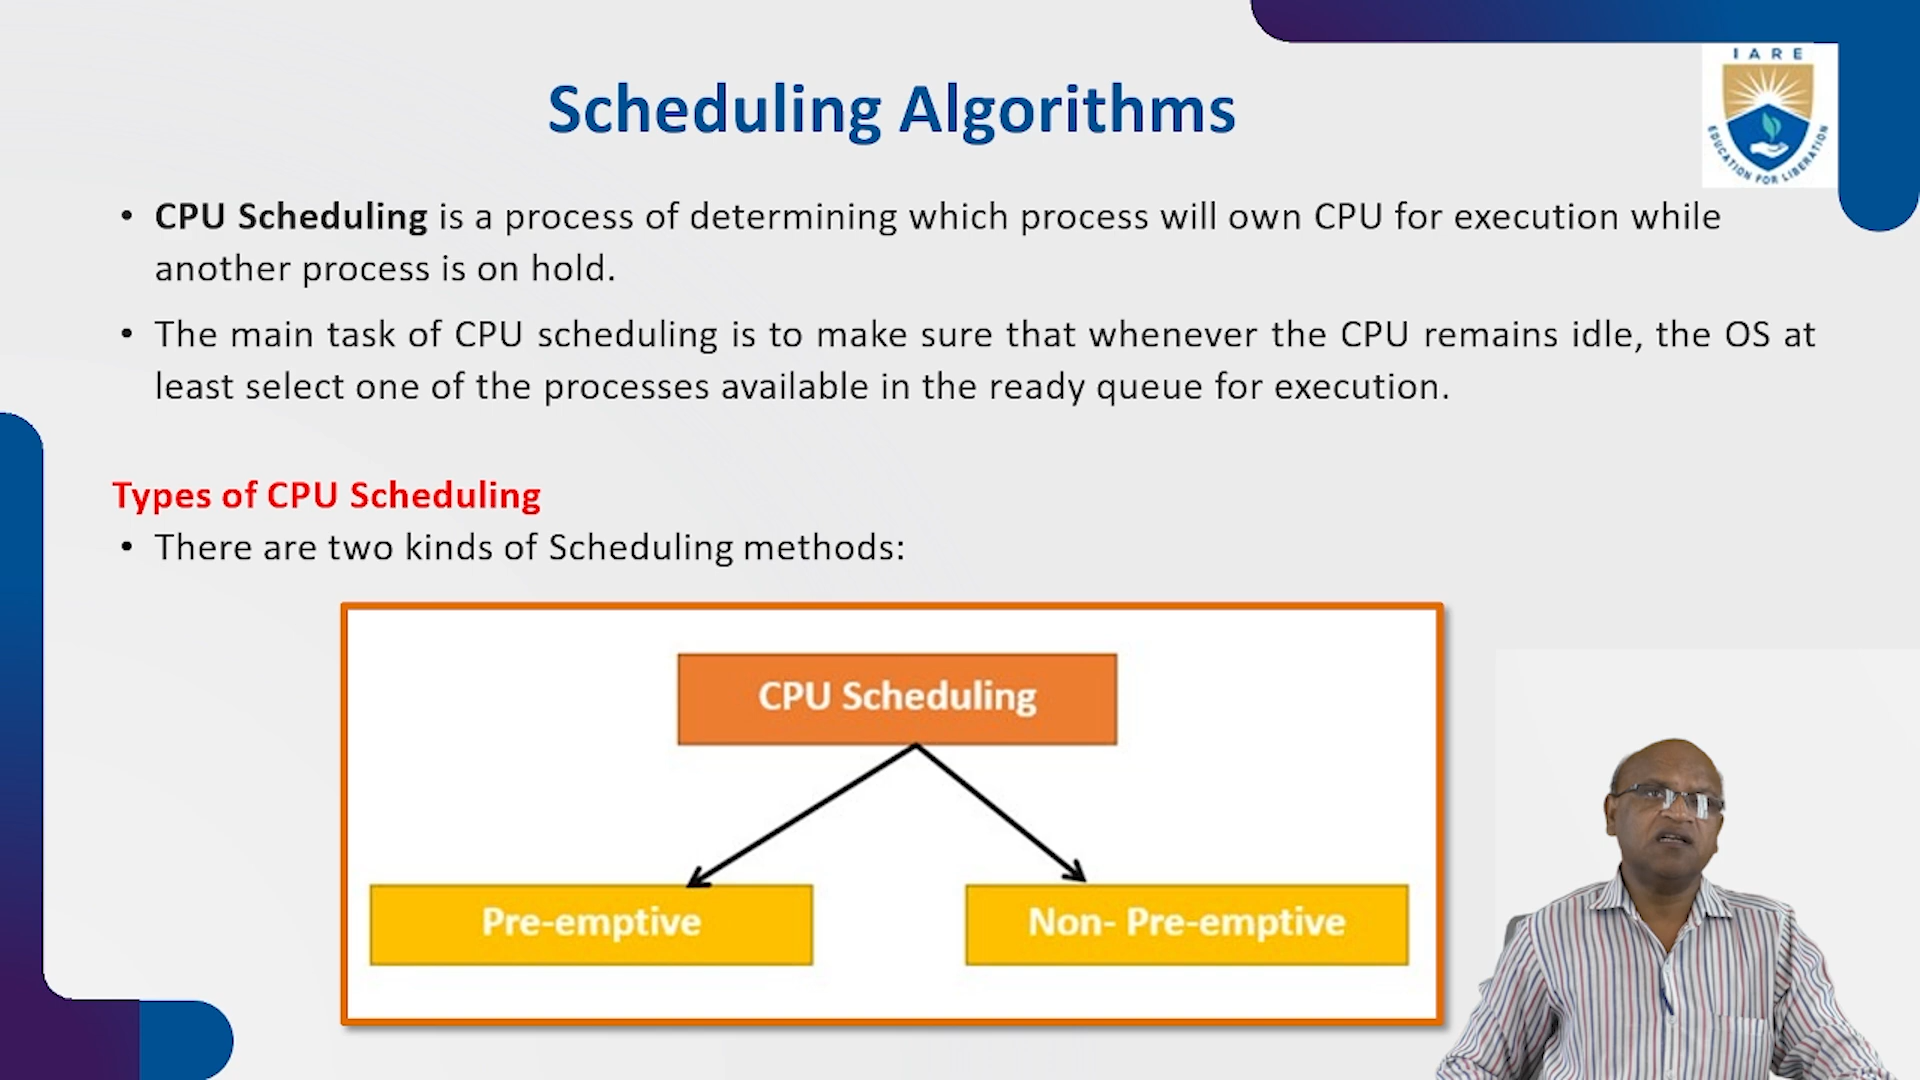 IARE
EDUCATION FOR LIBERATION
Scheduling Algorithms
• CPU Scheduling is a process of determining which process will own CPU for execution while
another process is on hold.
• The main task of CPU scheduling is to make sure that whenever the CPU remains idle, the OS at
least select one of the processes available in the ready queue for execution.
Types of CPU Scheduling
• There are two kinds of Scheduling methods:
CPU Scheduling
Pre-emptive
Non- Pre-emptive